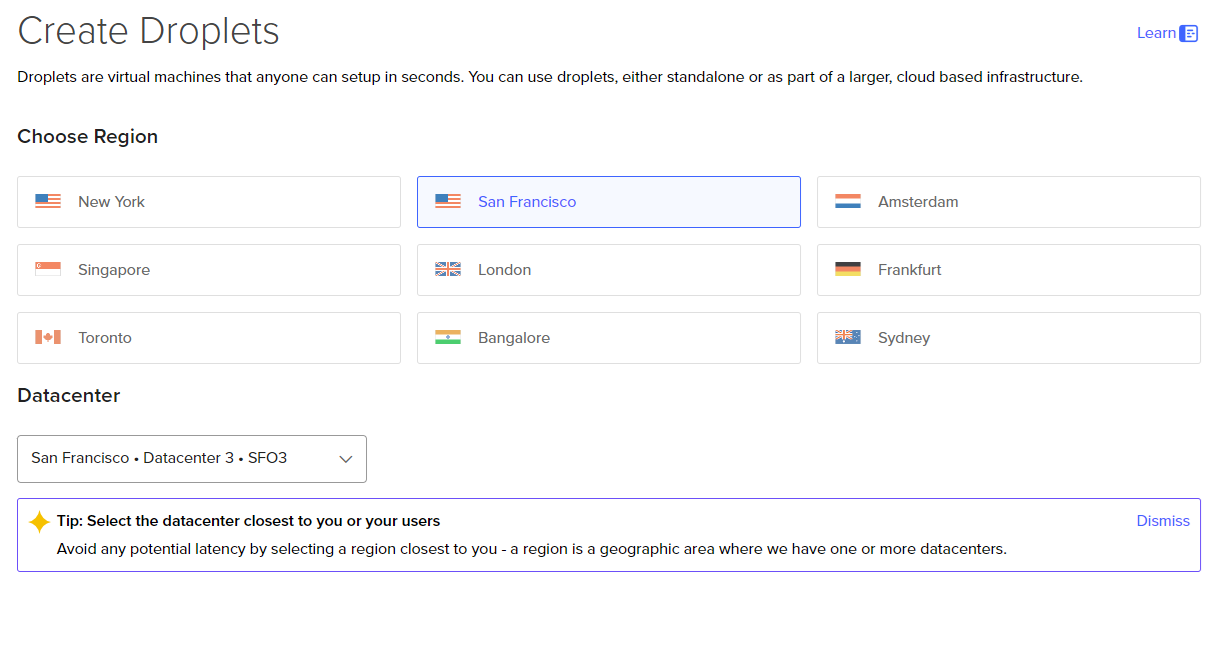 Create Droplets
Learn
Droplets are virtual machines that anyone can setup in seconds. You can use droplets, either standalone or as part of a larger, cloud based infrastructure.
Choose Region
New York
San Francisco
Amsterdam
Singapore
London
Frankfurt
Toronto
Bangalore
Sydney
Datacenter
San Francisco • Datacenter 3 • SFO3
Tip: Select the datacenter closest to you or your users
Dismiss
Avoid any potential latency by selecting a region closest to you - a region is a geographic area where we have one or more datacenters.